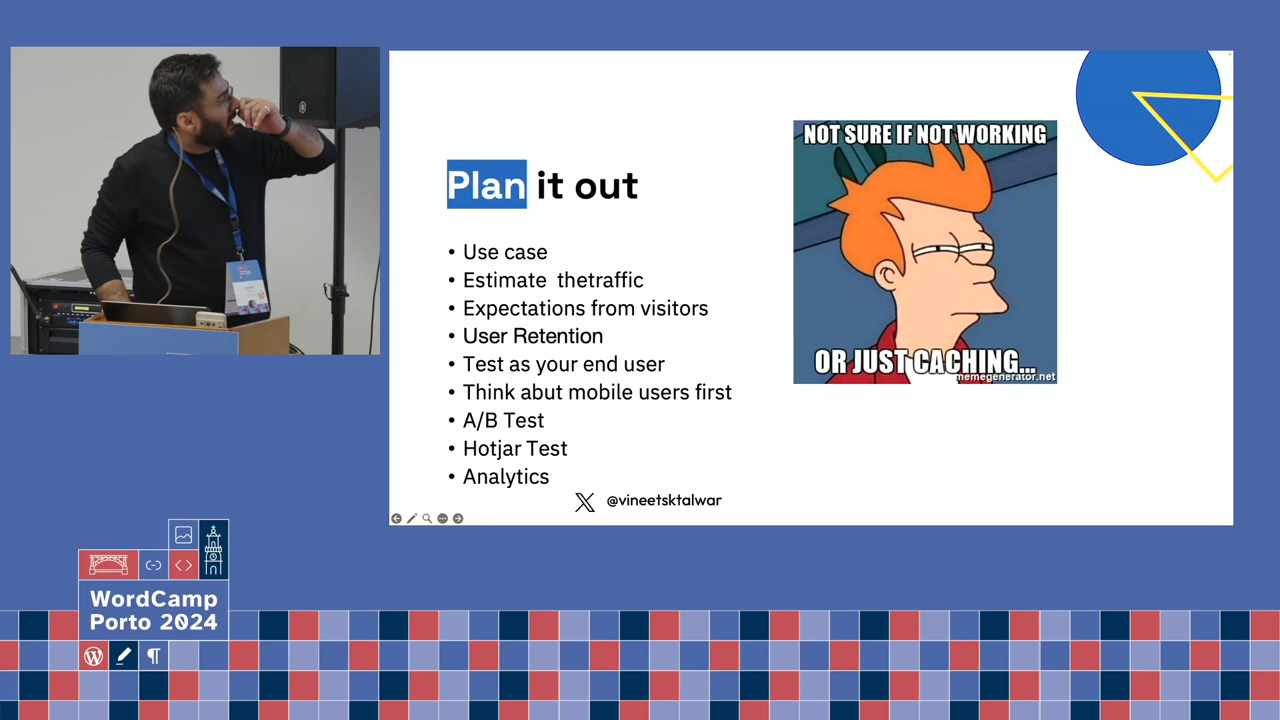 Plan it out
• Use case
• Estimate  thetraffic
• Expectations from visitors
• User Retention
• Test as your end user
• Think abut mobile users first
• A/B Test
• Hotjar Test
• Analytics
@vineetsktalwar
NOT SURE IF NOT WORKING
OR JUST CACHING...
memegenerator.net
WordCamp
Porto 2024